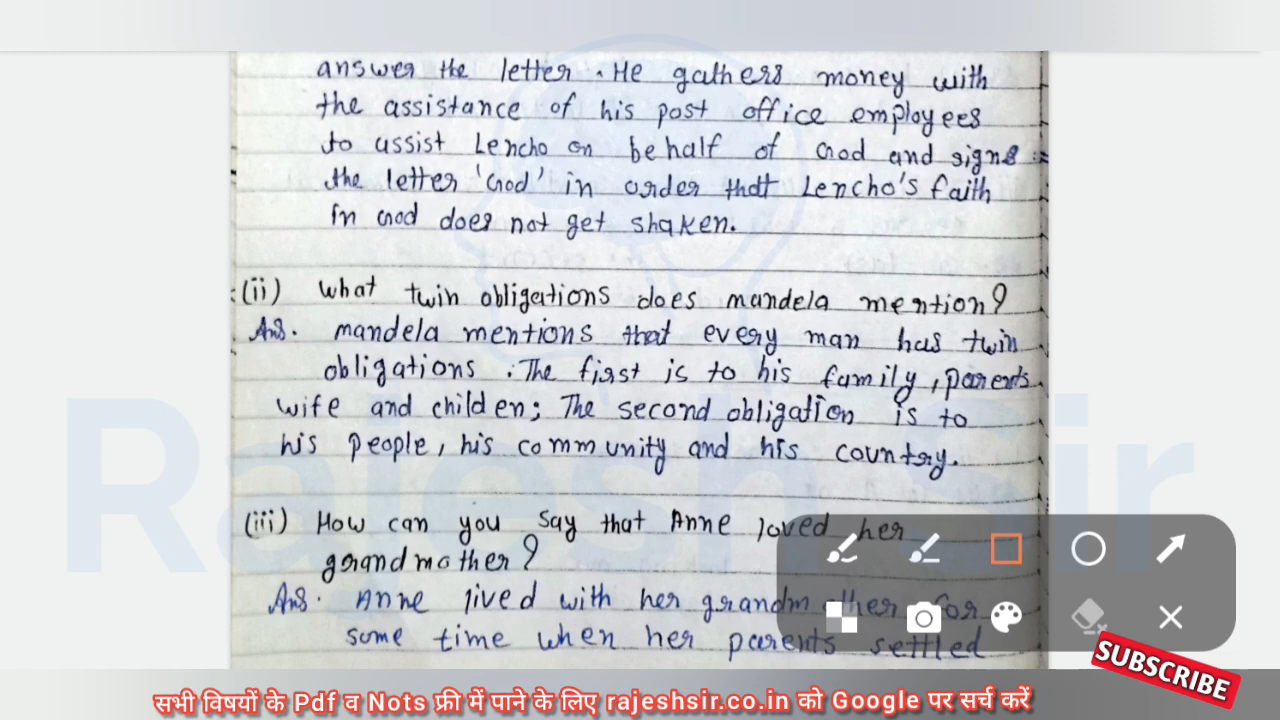 answer the letter. He gathers money with
the assistance of his post office employees
to assist Lencho on behalf of God and signs
the letter 'God' in order that Lencho's faith
in God does not get shaken.
(ii) What twin obligations does mandela mention?
Ans. mandela mentions that every man has twin
obligations. The first is to his family, parents
wife and childen; The second obligation is to
his people, his community and his country.
(iii) How can you say that Anne loved her
grandmother?
Ans. Anne lived with her grandmother for
some time when her parents settled
Rajesh Sir
SUBSCRIBE
सभी विषयों के Pdf व Nots फ्री में पाने के लिए rajeshsir.co.in को Google पर सर्च करें